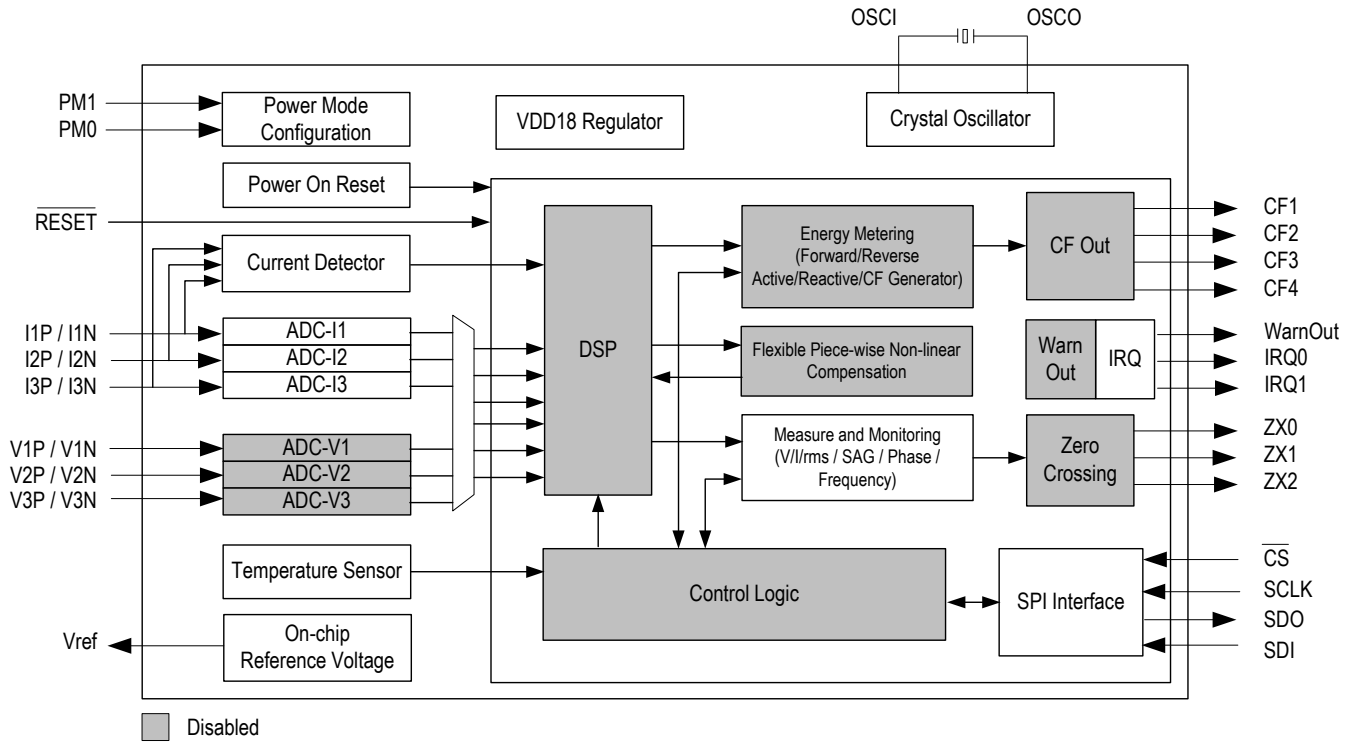 OSCI
OSCO
PM1
PM0
Power Mode
Configuration
VDD18 Regulator
Crystal Oscillator
Power On Reset
RESET
Current Detector
I1P / I1N
I2P / I2N
I3P / I3N
ADC-I1
ADC-I2
ADC-I3
V1P / V1N
V2P / V2N
V3P / V3N
ADC-V1
ADC-V2
ADC-V3
Temperature Sensor
Vref
On-chip
Reference Voltage
DSP
Energy Metering
(Forward/Reverse
Active/Reactive/CF Generator)
Flexible Piece-wise Non-linear
Compensation
Measure and Monitoring
(V/I/rms / SAG / Phase /
Frequency)
Control Logic
CF Out
CF1
CF2
CF3
CF4
Warn
Out
IRQ
WarnOut
IRQ0
IRQ1
Zero
Crossing
ZX0
ZX1
ZX2
SPI Interface
CS
SCLK
SDO
SDI
Disabled